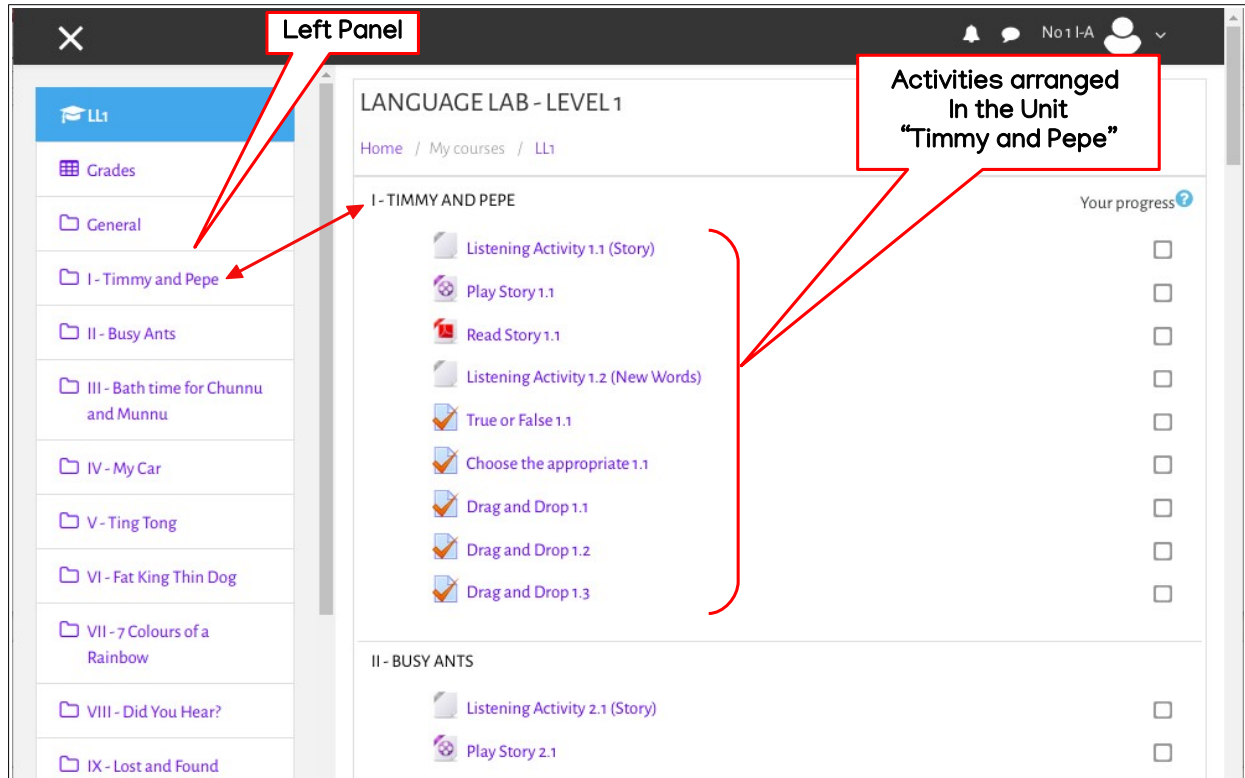 Left Panel
No1 I-A
Activities arranged
In the Unit
“Timmy and Pepe”
LL1
Grades
General
I - Timmy and Pepe
II - Busy Ants
III - Bath time for Chunnu
and Munnu
IV - My Car
V - Ting Tong
VI - Fat King Thin Dog
VII - 7 Colours of a
Rainbow
VIII - Did You Hear?
IX - Lost and Found
LANGUAGE LAB - LEVEL 1
Home / My courses / LL1
I - TIMMY AND PEPE
Your progress
Listening Activity 1.1 (Story)
Play Story 1.1
Read Story 1.1
Listening Activity 1.2 (New Words)
True or False 1.1
Choose the appropriate 1.1
Drag and Drop 1.1
Drag and Drop 1.2
Drag and Drop 1.3
II - BUSY ANTS
Listening Activity 2.1 (Story)
Play Story 2.1